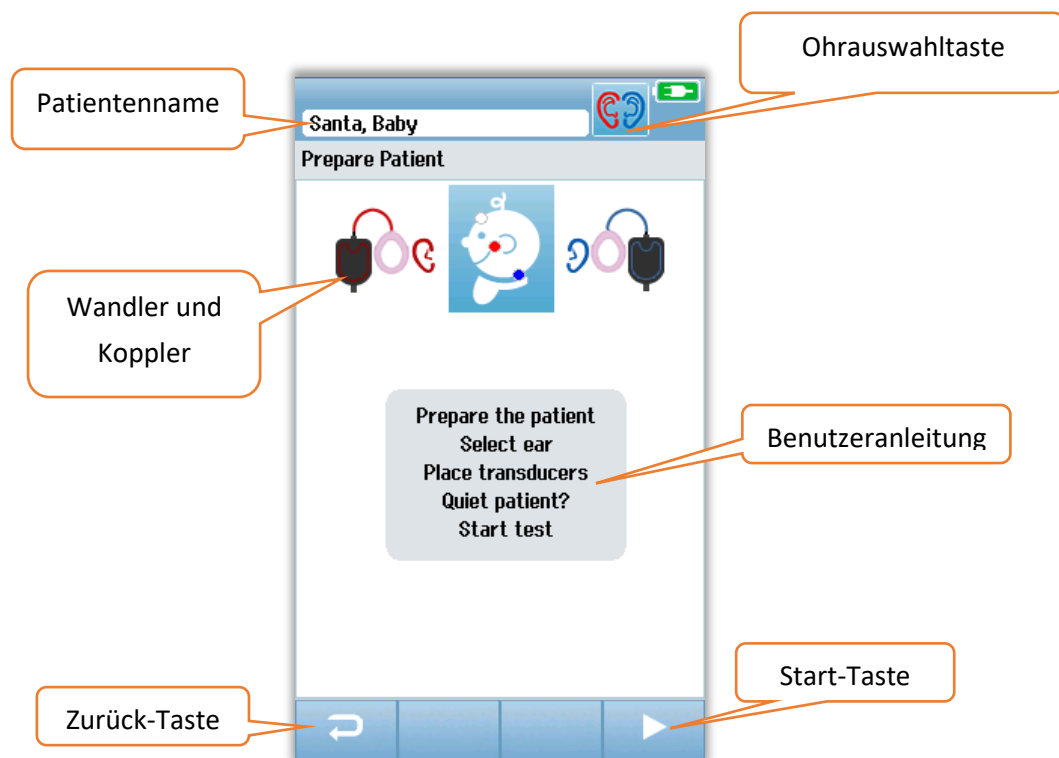 Ohrauswahltaste
Patientenname
Santa, Baby
Prepare Patient
Wandler und
Koppler
Prepare the patient
Select ear
Place transducers
Quiet patient?
Start test
Benutzeranleitung
Start-Taste
Zurück-Taste